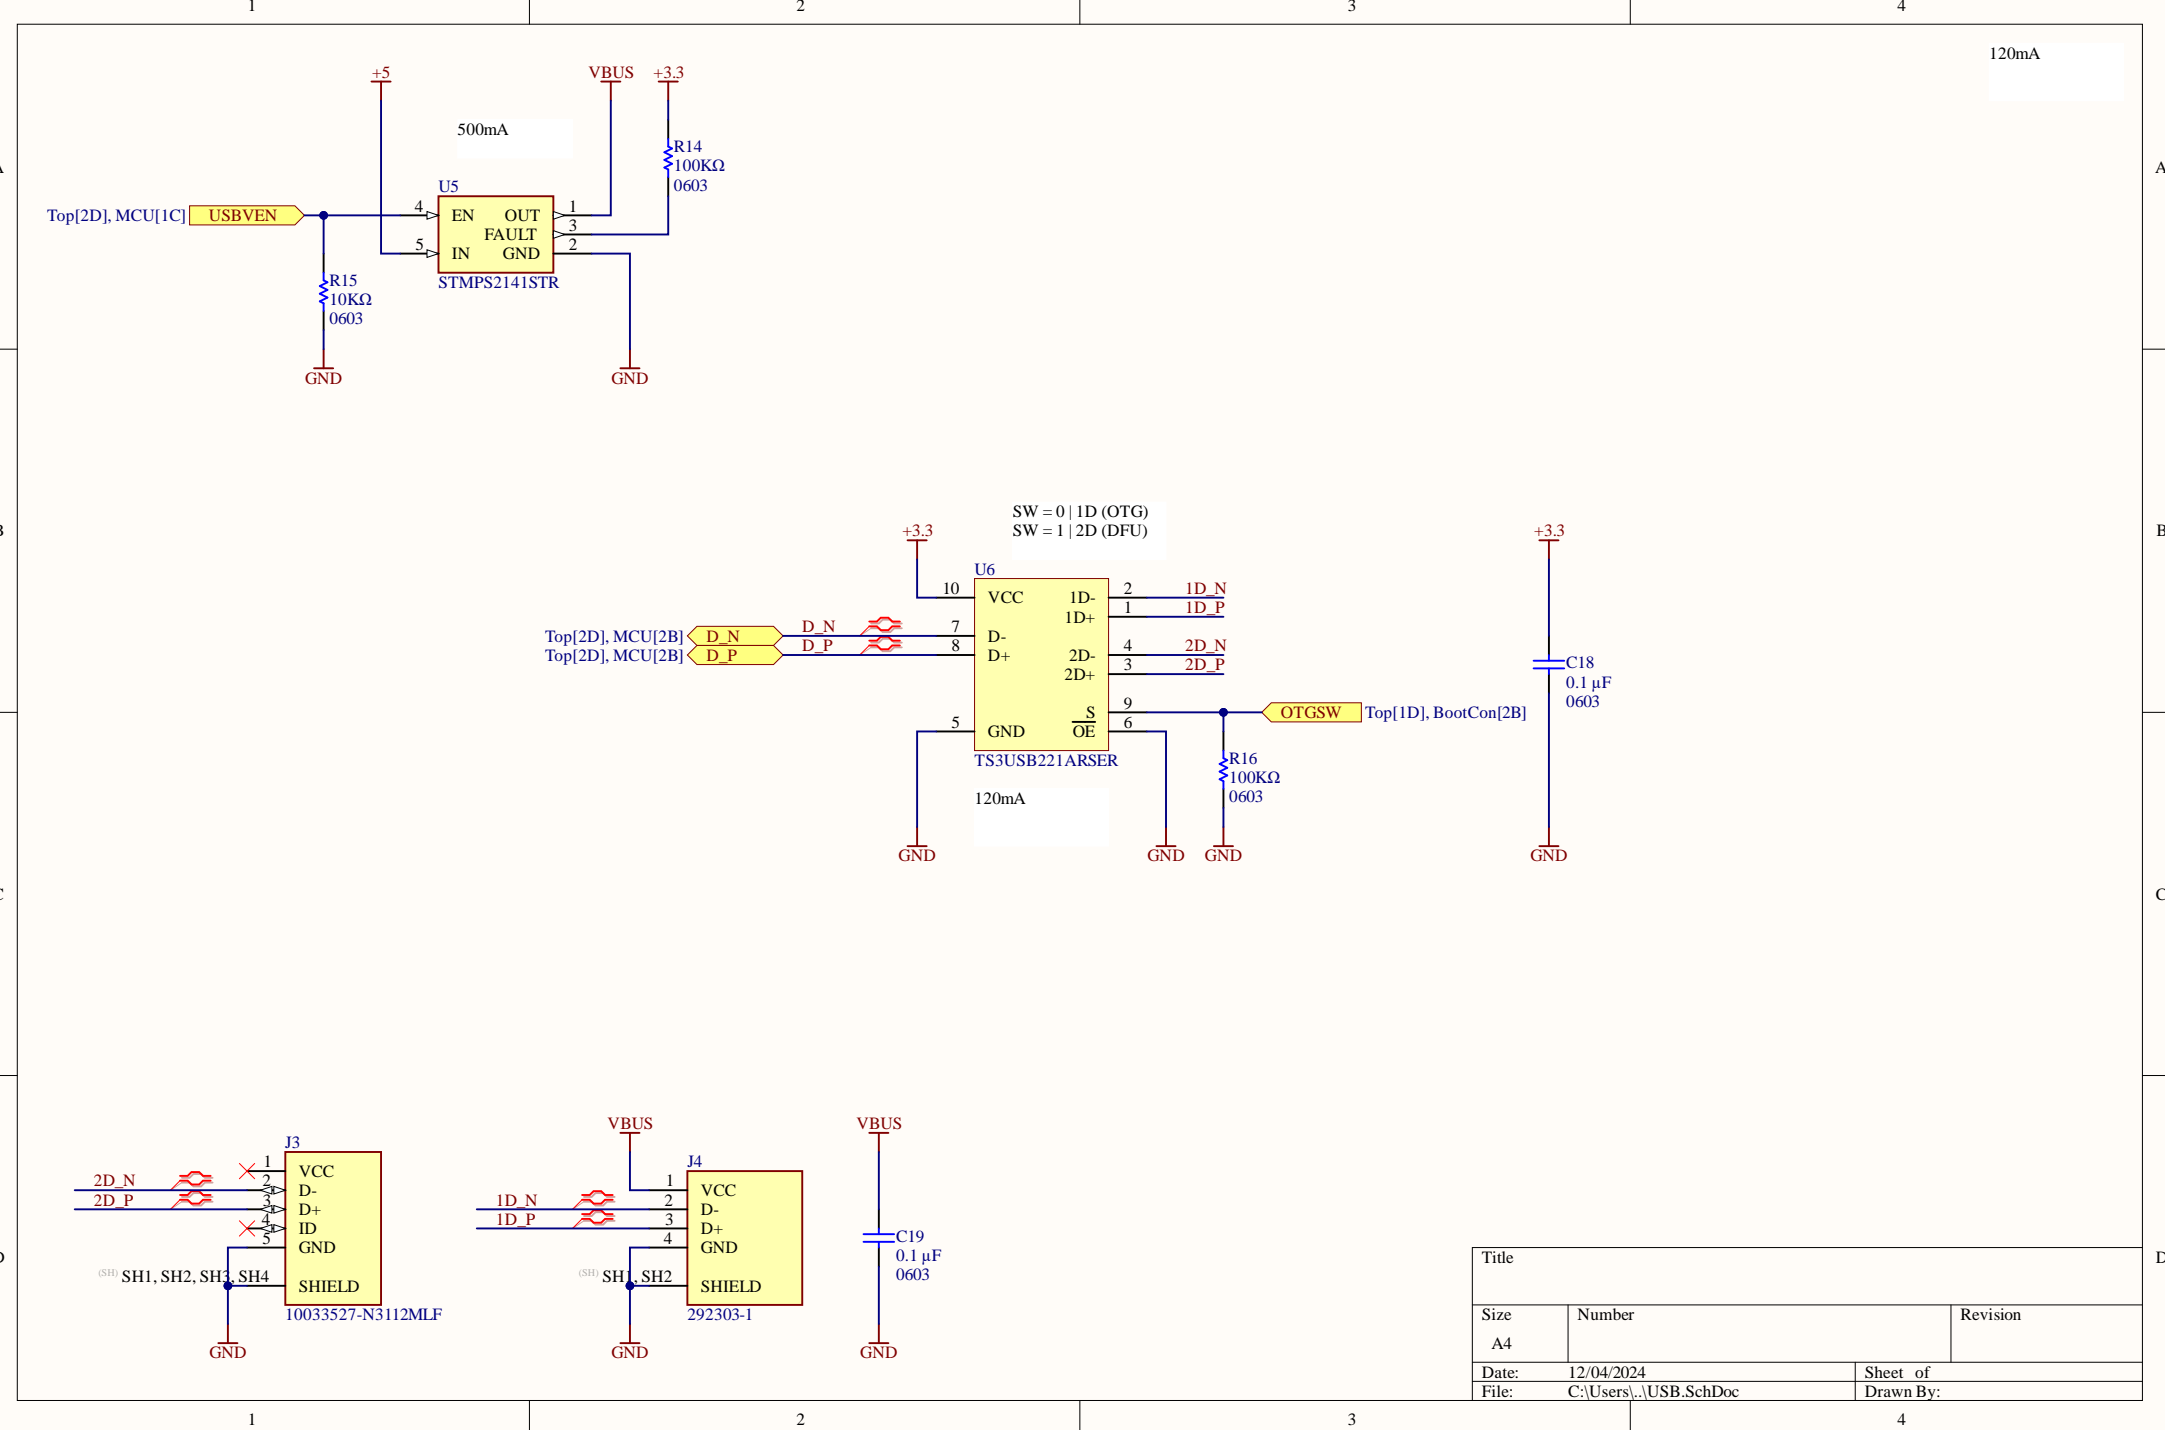 1 2 3 4
120mA
+5
VBUS
+3.3
500mA
R14
100KΩ
0603
A
A
U5
Top[2D], MCU[1C]
USBVEN
4
EN
OUT
1
FAULT
3
5
IN
GND
2
STMPS2141STR
R15
10KΩ
0603
GND
GND
SW = 0 | 1D (OTG)
SW = 1 | 2D (DFU)
B
B
+3.3
+3.3
U6
10
VCC
1D-
2
1D_N
1D+
1
1D_P
Top[2D], MCU[2B]
D_N
D_N
7
D-
Top[2D], MCU[2B]
D_P
D_P
8
D+
2D-
4
2D_N
2D+
3
2D_P
C18
0.1 µF
0603
S
9
OTGSW
Top[1D], BootCon[2B]
5
GND
OE
6
TS3USB221ARSER
R16
100KΩ
0603
120mA
GND
GND
GND
GND
C
C
J3
1
VCC
2D_N
2
D-
2D_P
3
D+
4
ID
5
GND
(SH) SH1, SH2, SH3, SH4
SHIELD
10033527-N3112MLF
GND
VBUS
J4
1
VCC
1D_N
2
D-
1D_P
3
D+
4
GND
(SH) SH1, SH2
SHIELD
292303-1
GND
VBUS
C19
0.1 µF
0603
GND
D
D
Title
Size
Number
Revision
A4
Date: 12/04/2024 Sheet of
File: C:\Users\..\USB.SchDoc Drawn By:
1 2 3 4